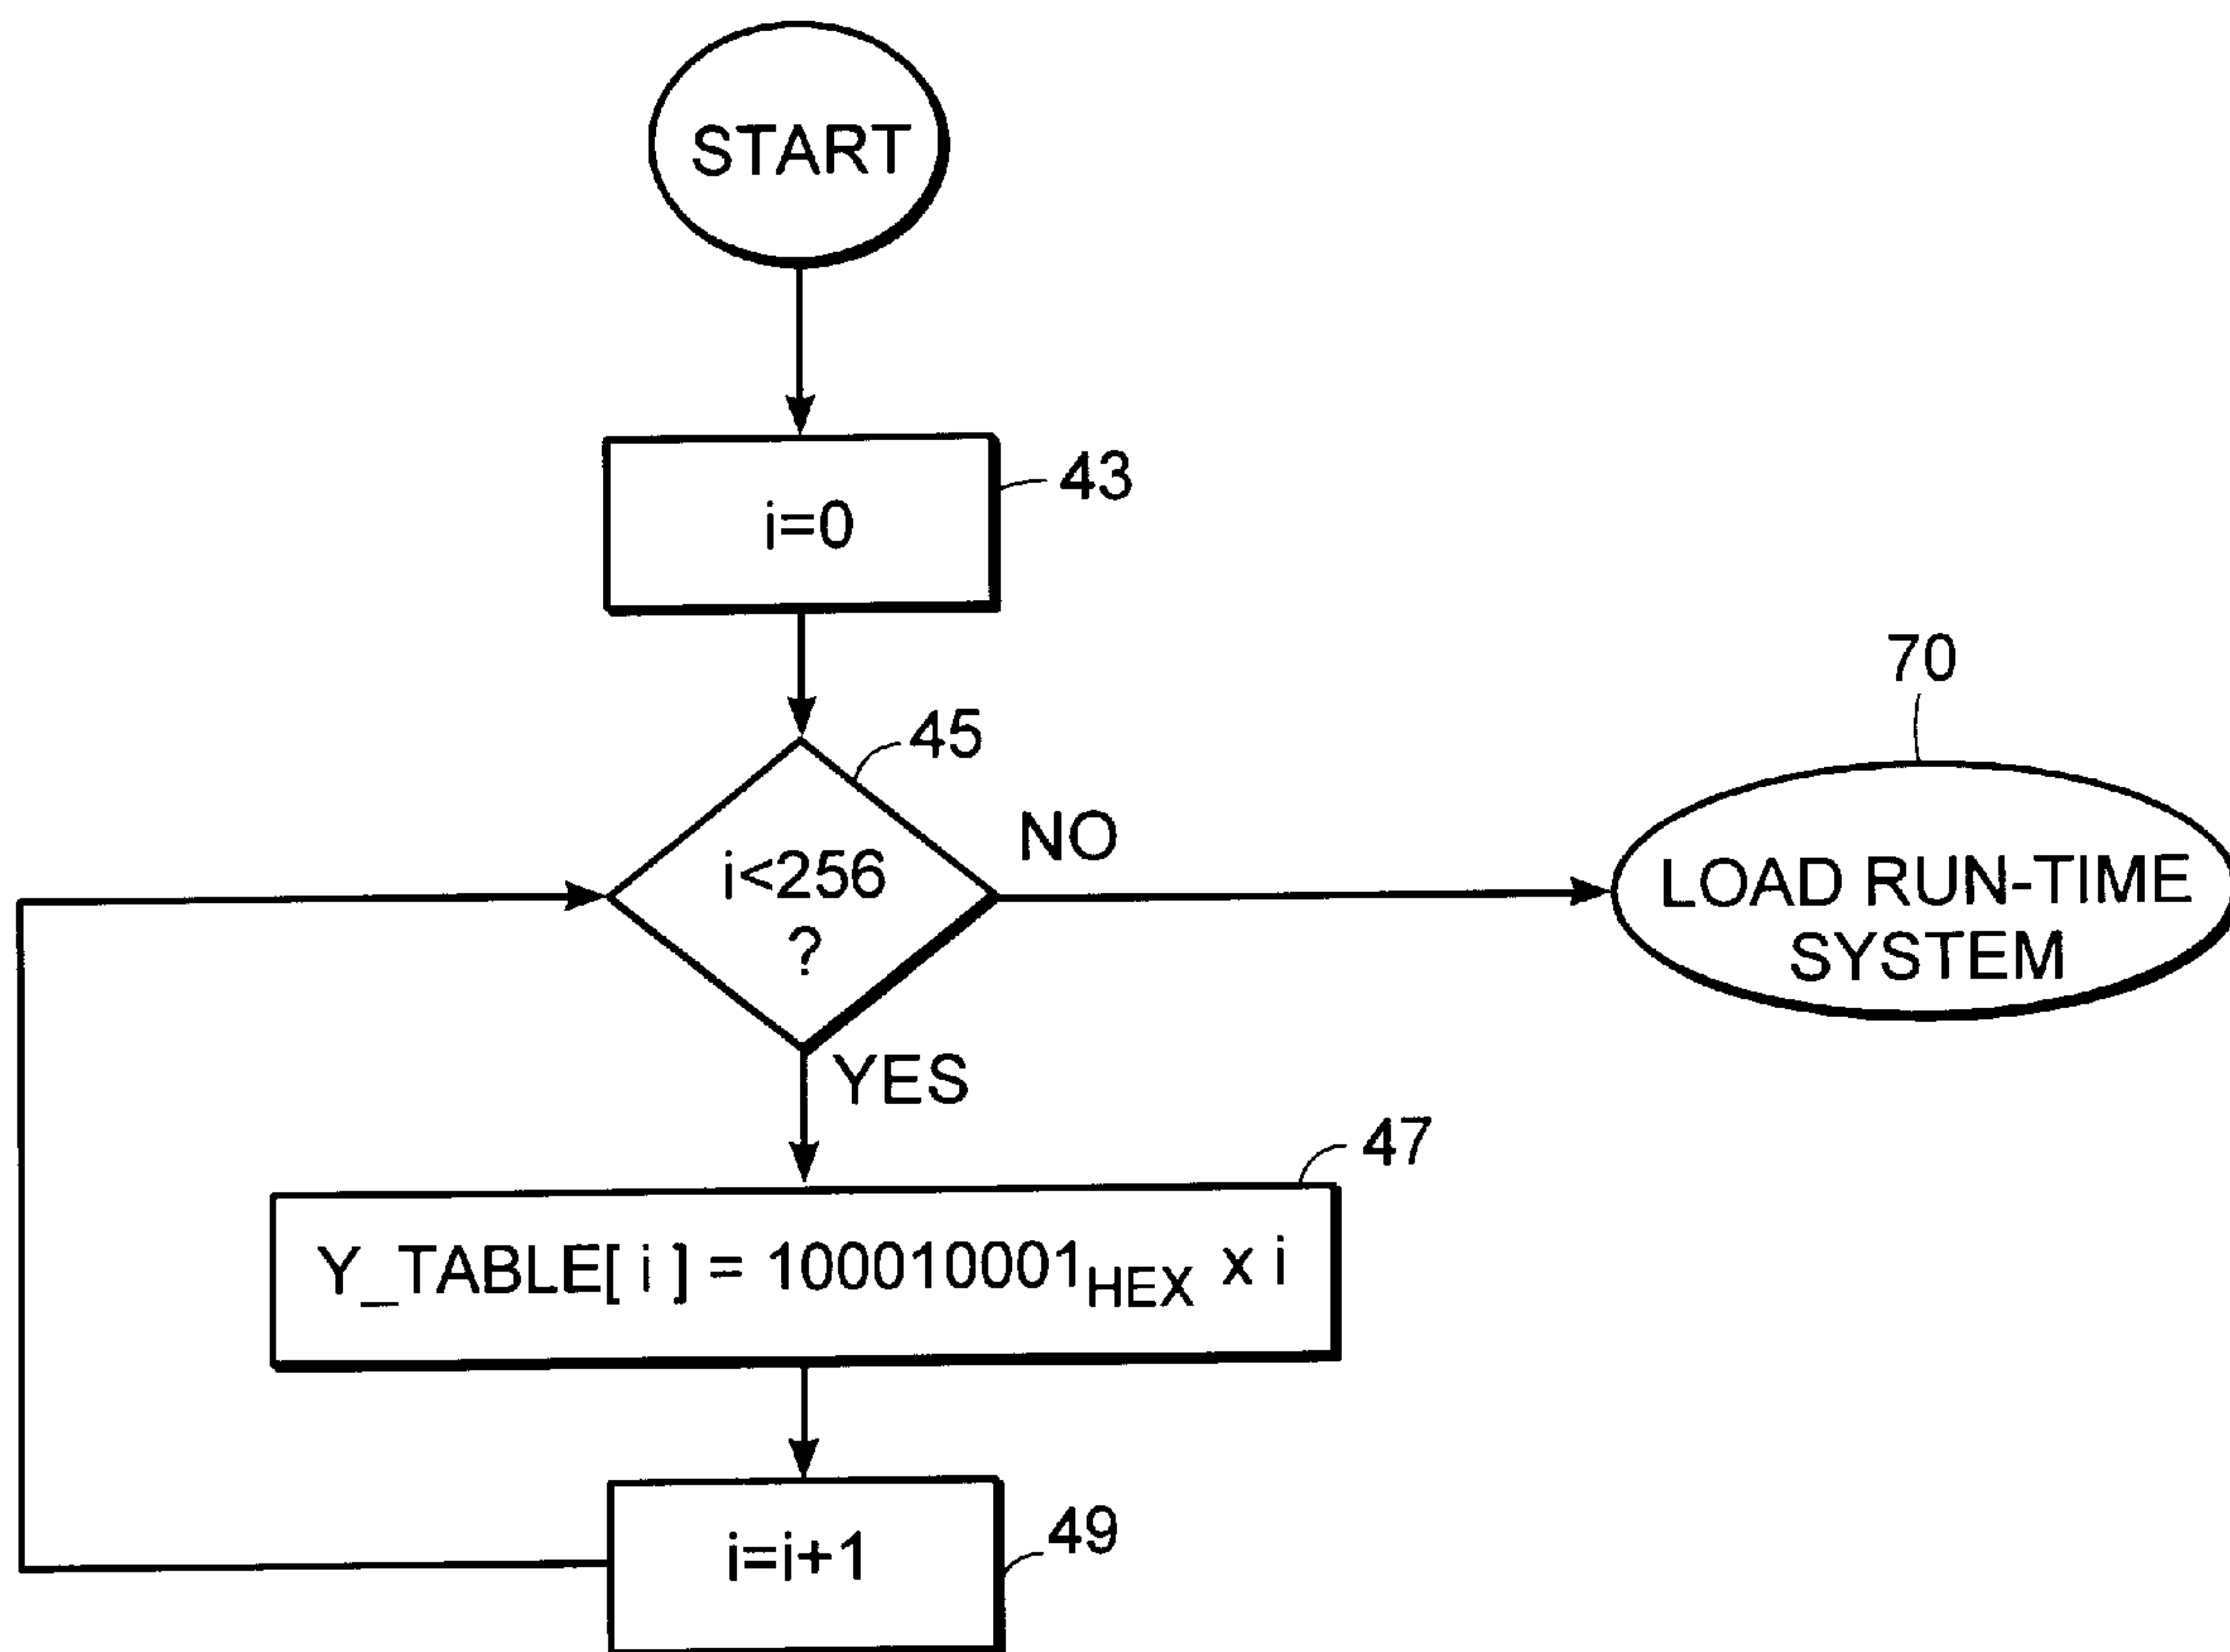 START
43
i=0
70
45
i<256
?
NO
LOAD RUN-TIME
SYSTEM
YES
47
Y_TABLE[ i ] = 100010001HEX x i
49
i=i+1